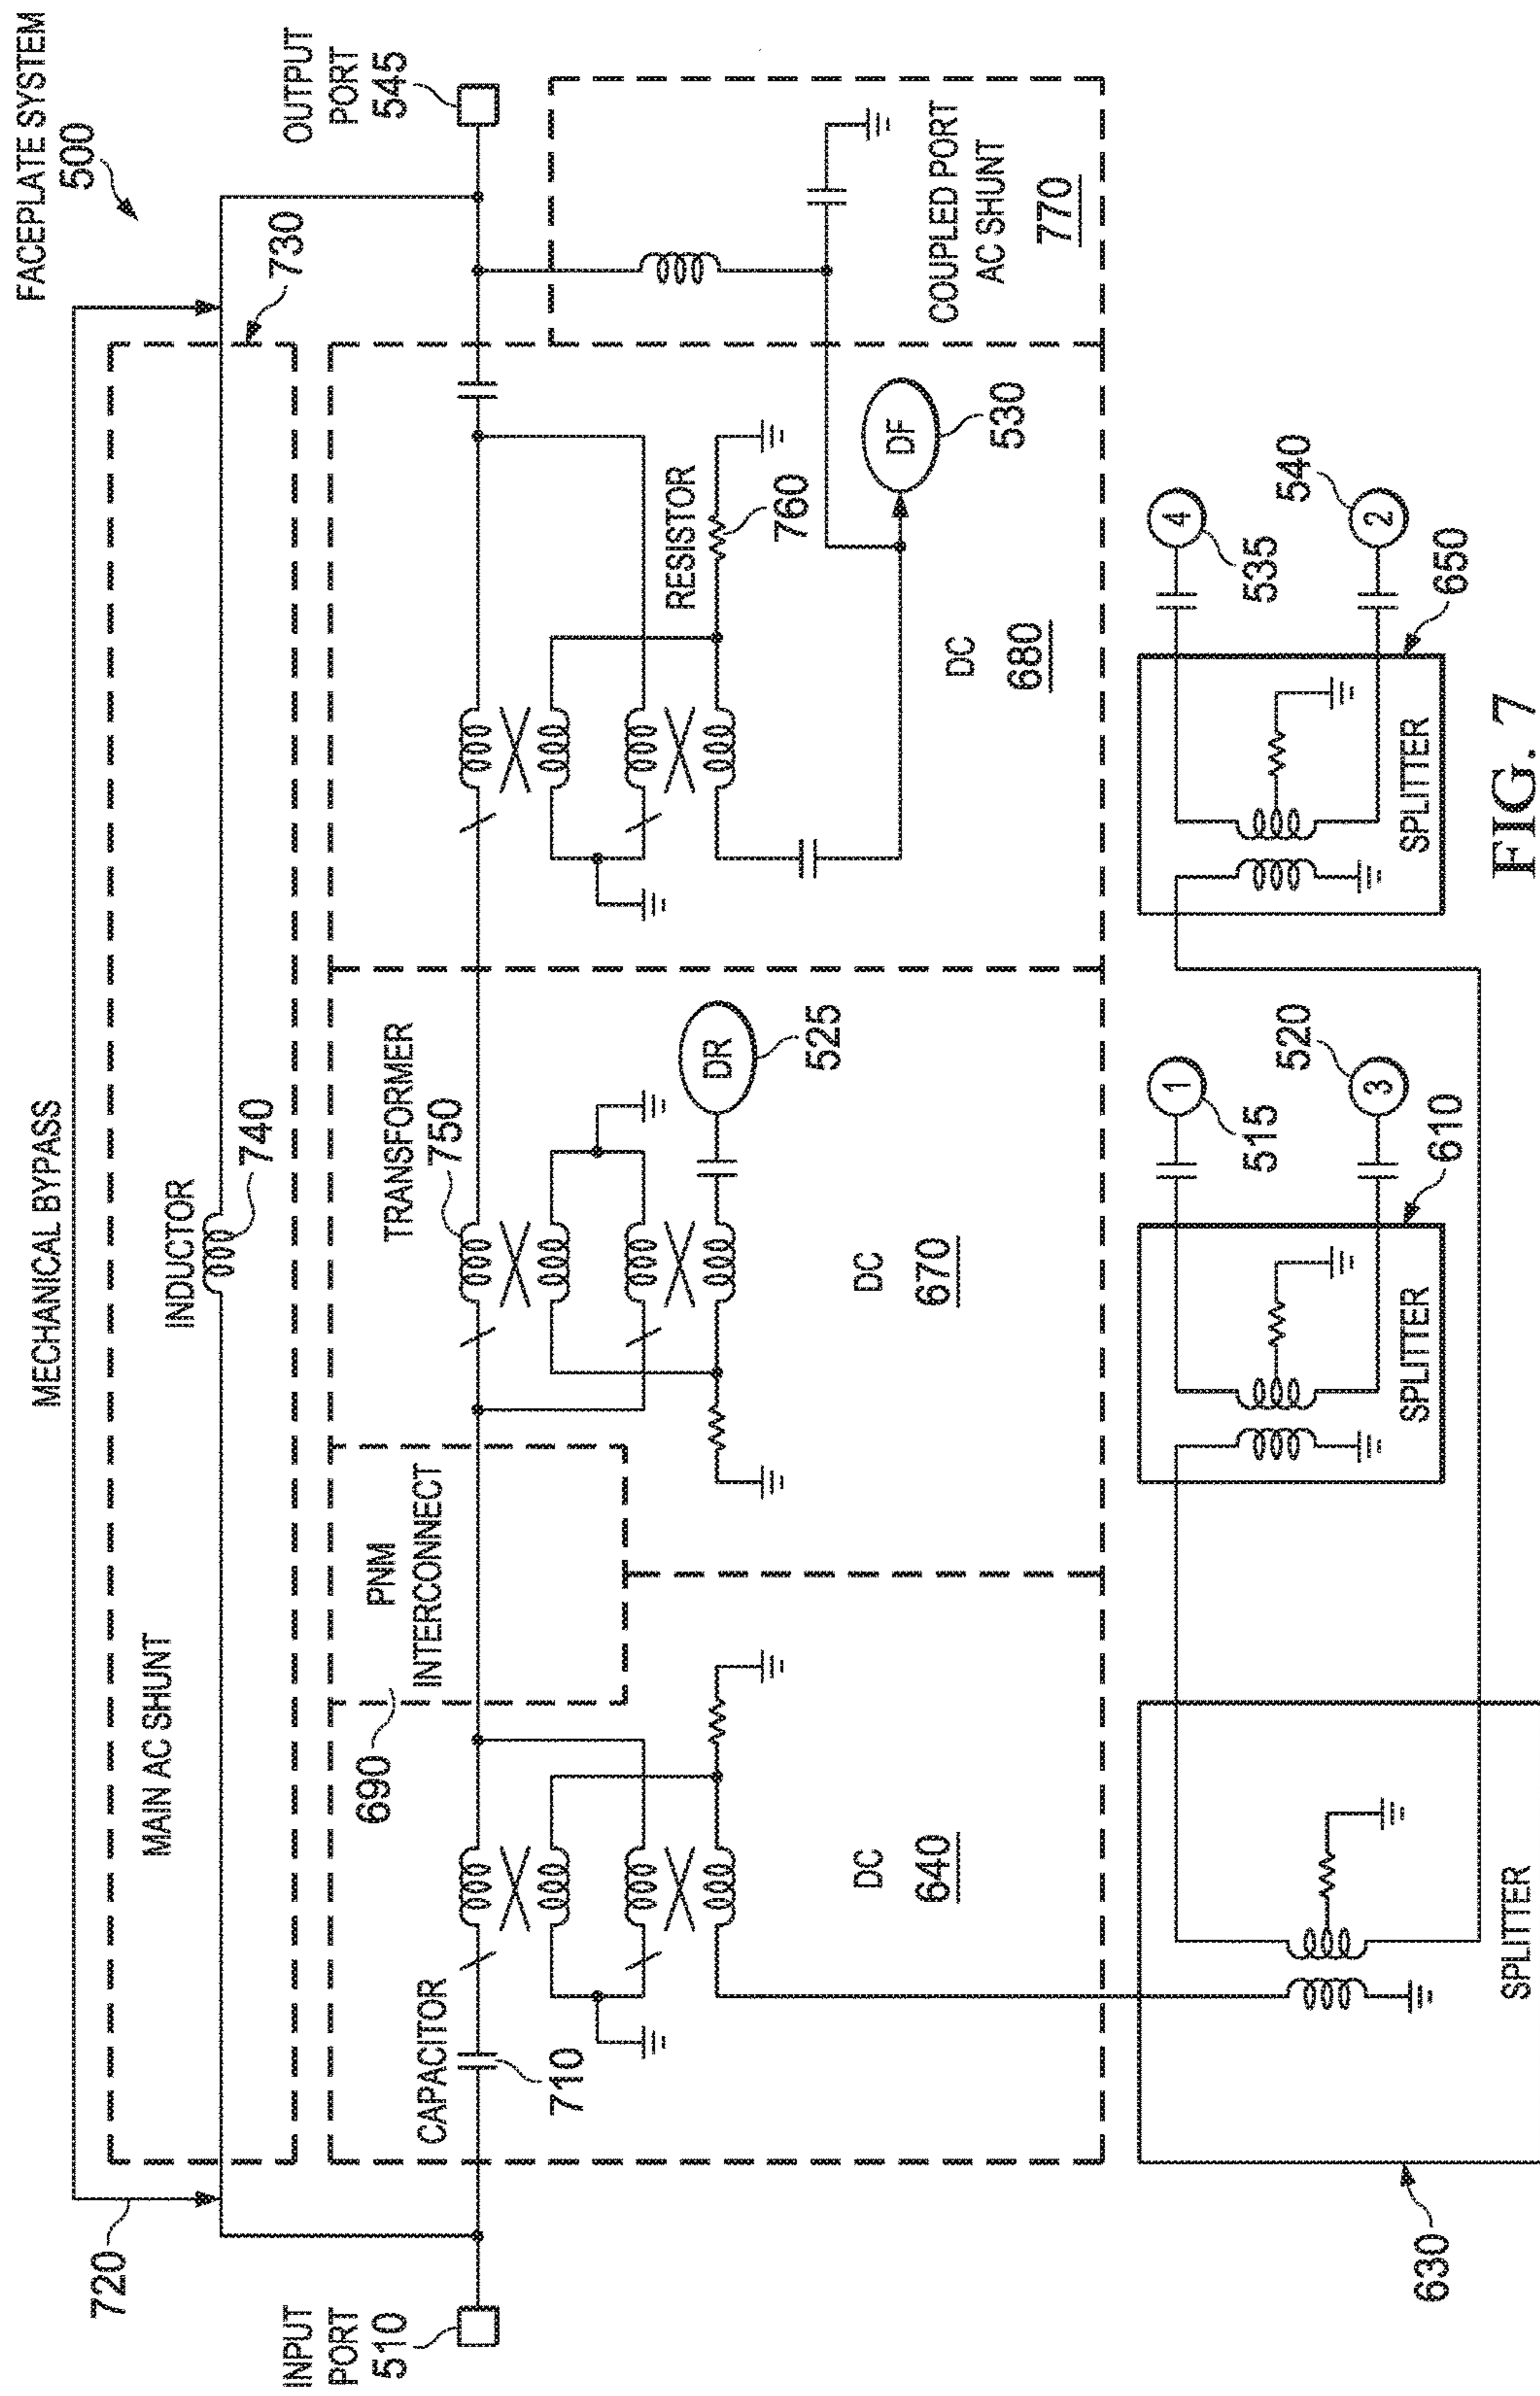 FACEPLATE SYSTEM
500
MECHANICAL BYPASS
720
730
MAIN AC SHUNT
INDUCTOR
740
INPUT
PORT
510
OUTPUT
PORT
545
CAPACITOR
710
690
PNM
INTERCONNECT
TRANSFORMER
750
RESISTOR
760
DC
640
DC
670
DR
525
DC
680
DF
530
COUPLED PORT
AC SHUNT
770
630
SPLITTER
1
515
3
520
610
SPLITTER
4
535
2
540
650
SPLITTER
FIG. 7